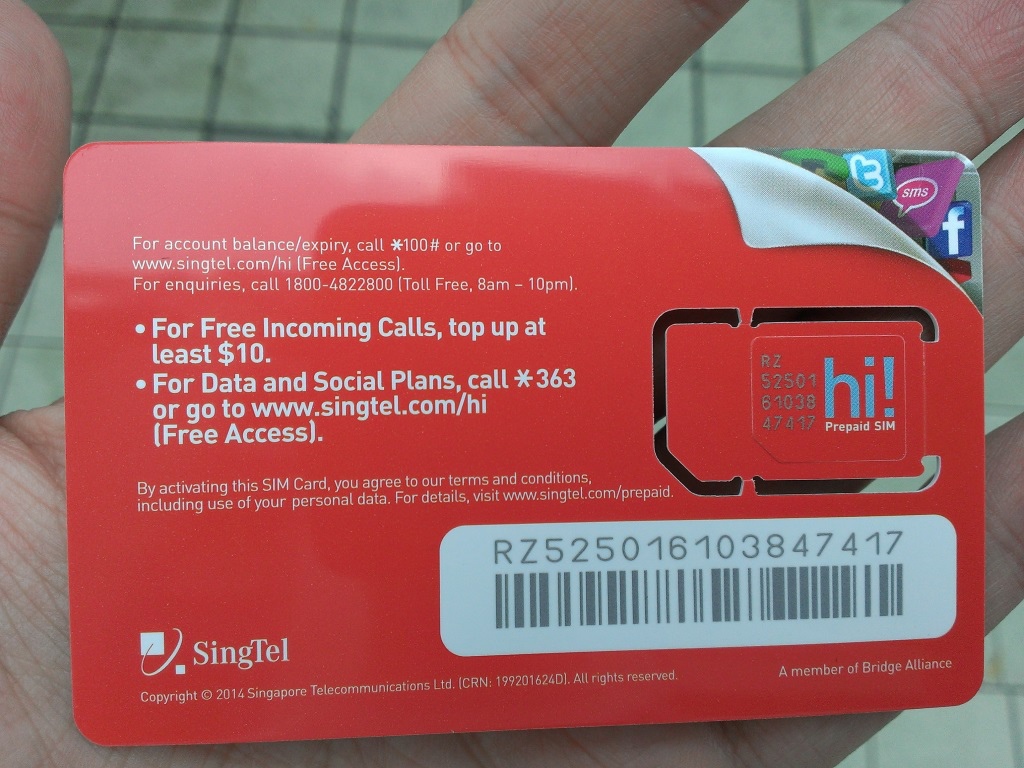 sms
For account balance/expiry, call *100# or go to
www.singtel.com/hi (Free Access).
For enquiries, call 1800-4822800 (Toll Free, 8am – 10pm).
• For Free Incoming Calls, top up at
least $10.
• For Data and Social Plans, call *363
or go to www.singtel.com/hi
(Free Access).
By activating this SIM Card, you agree to our terms and conditions,
including use of your personal data. For details, visit www.singtel.com/prepaid.
RZ
52501
61038
47417
hi!
Prepaid SIM
RZ525016103847417
SingTel
Copyright © 2014 Singapore Telecommunications Ltd. (CRN: 199201624D). All rights reserved.
A member of Bridge Alliance